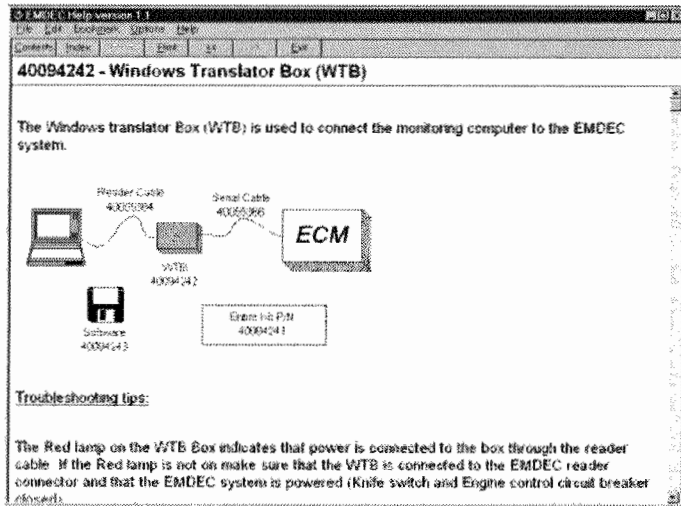 EMDEC Help version 1.1
File Edit Bookmark Options Help
Contents Index Print << Exit
40094242 - Windows Translator Box (WTB)
The Windows translator Box (WTB) is used to connect the monitoring computer to the EMDEC
system.
Reader Cable
Serial Cable
ECM
WTB
40094242
Entire Kit P/N
40094241
Software
40094243
Troubleshooting tips:
The Red lamp on the WTB Box indicates that power is connected to the box through the reader
cable. If the Red lamp is not on make sure that the WTB is connected to the EMDEC reader
connector and that the EMDEC system is powered (Knife switch and Engine control circuit breaker
closed)